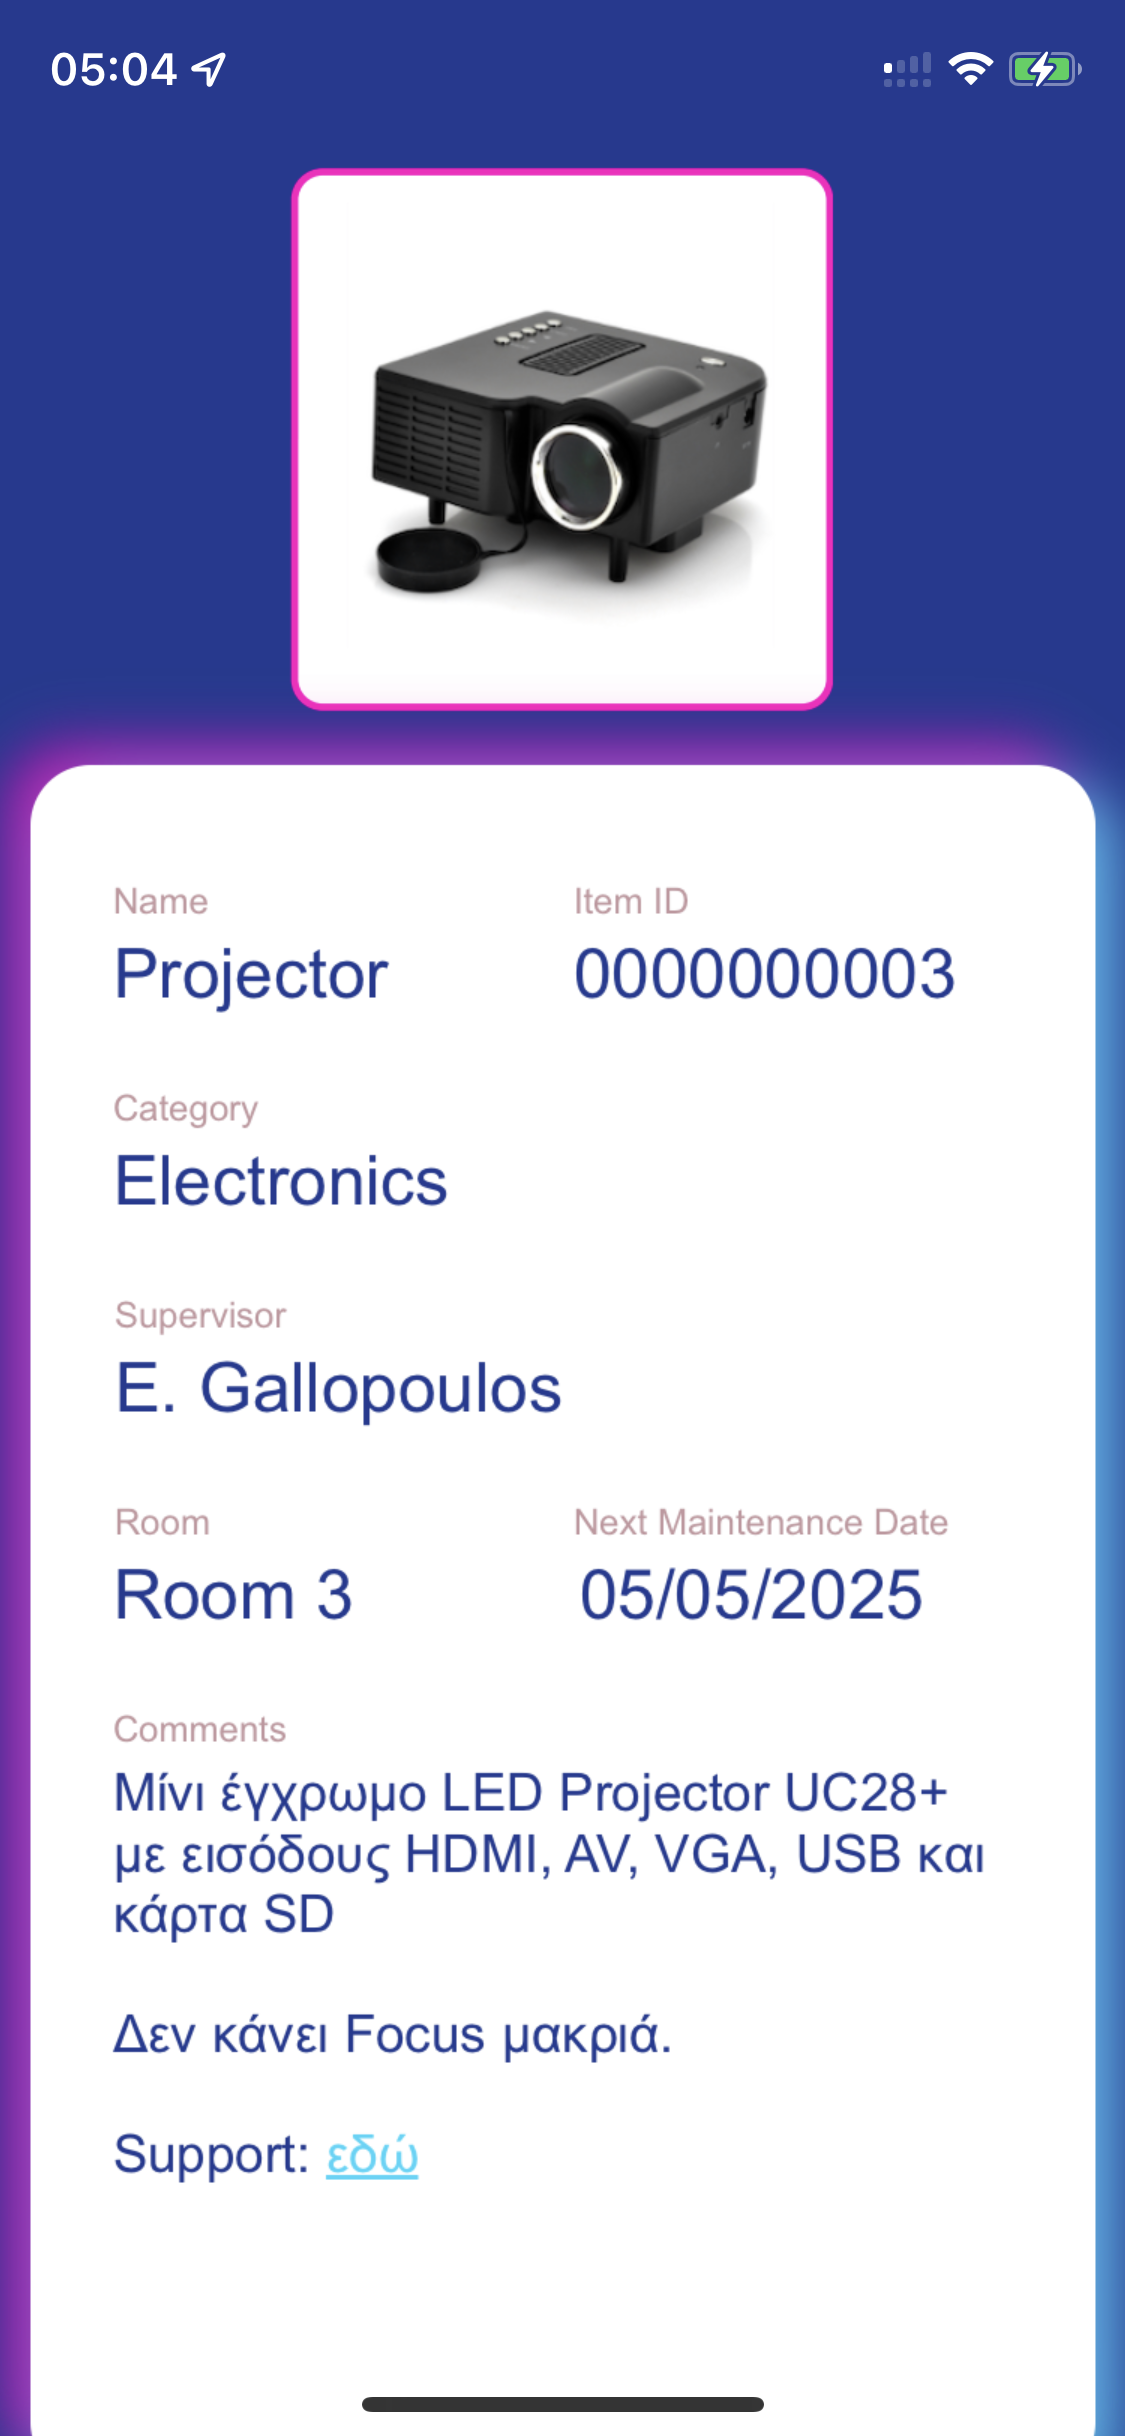 05:04
Name
Item ID
Projector
0000000003
Category
Electronics
Supervisor
E. Gallopoulos
Room
Next Maintenance Date
Room 3
05/05/2025
Comments
Μίνι έγχρωμο LED Projector UC28+
με εισόδους HDMI, AV, VGA, USB και
κάρτα SD
Δεν κάνει Focus μακριά.
Support: εδώ